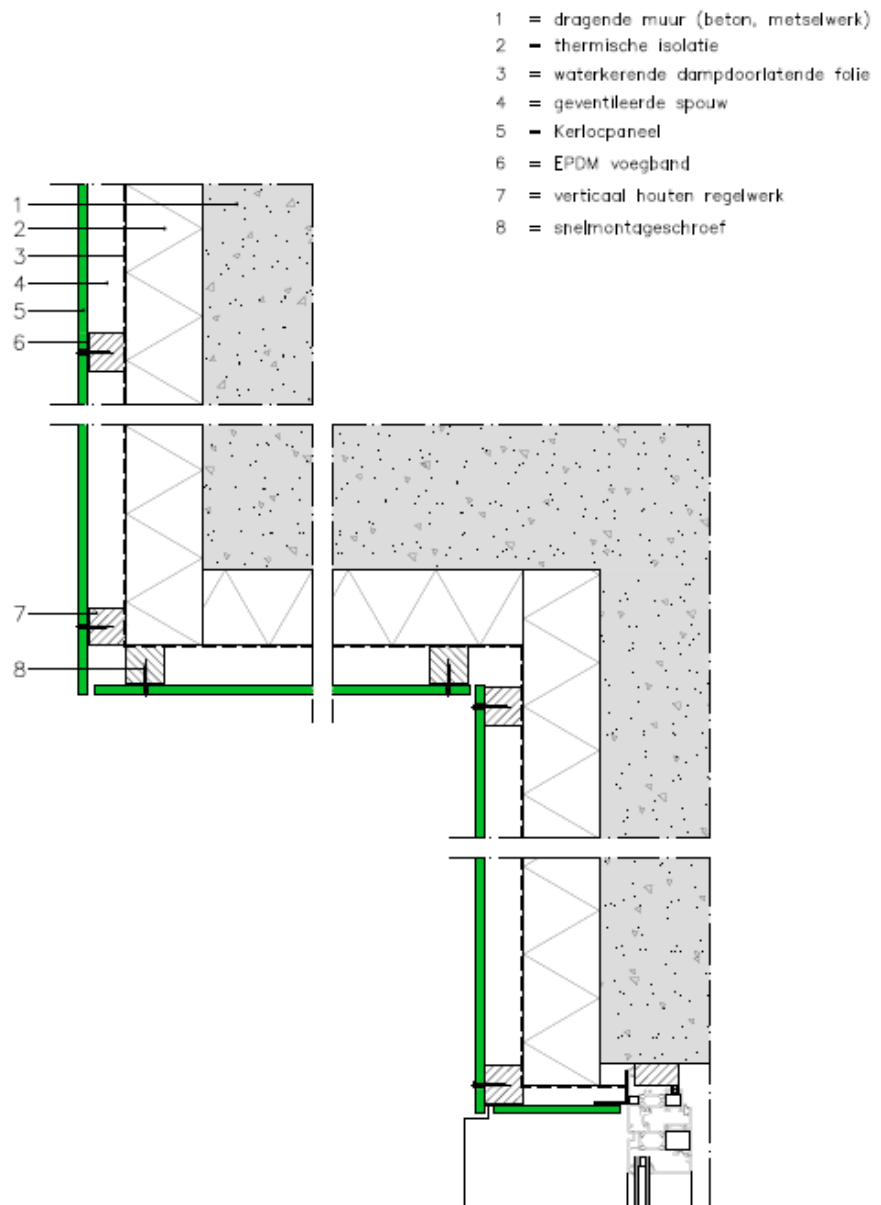 1 = dragende muur (beton, metselwerk)
2 = thermische isolatie
3 = waterkerende dampdoorlatende folie
4 = geventileerde spouw
5 = Kerlocpaneel
6 = EPDM voegband
7 = verticaal houten regelwerk
8 = snelmontageschroef
1
2
3
4
5
6
7
8